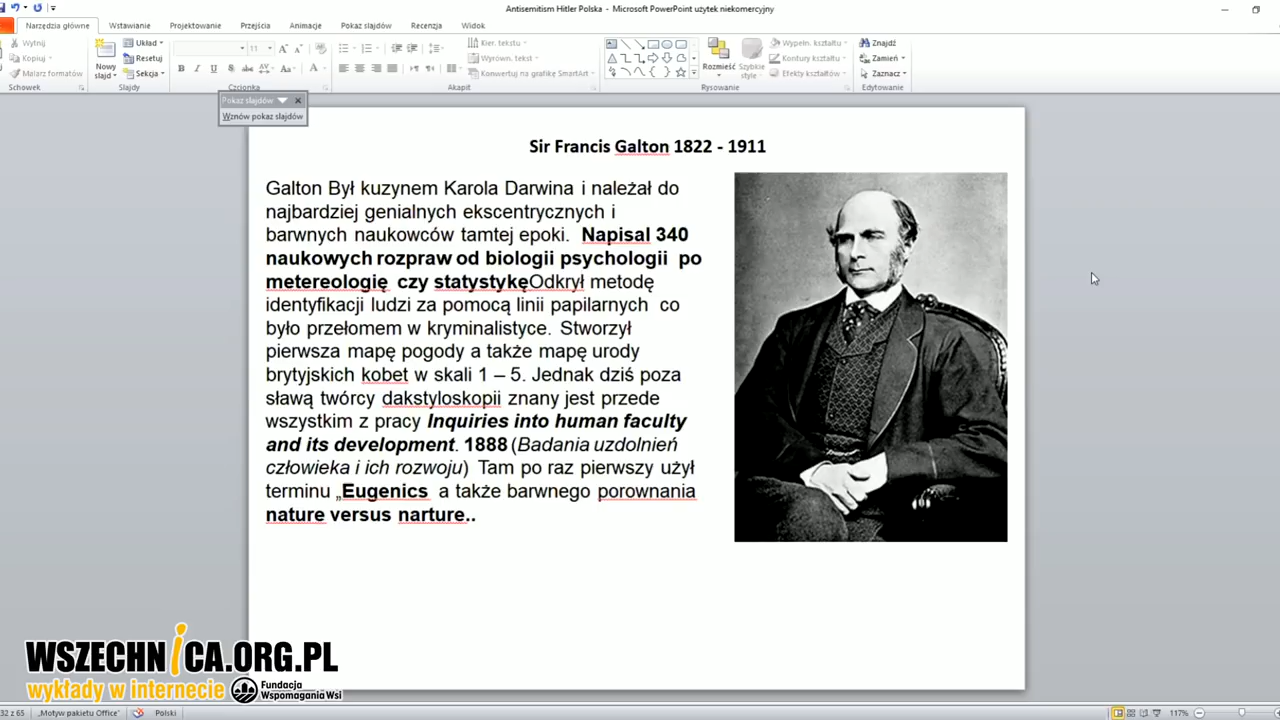 Antisemitism Hitler Polska - Microsoft PowerPoint użytek niekomercyjny
Narzędzia główne Wstawianie Projektowanie Przejścia Animacje Pokaz slajdów Recenzja Widok
Wytnij
Kopiuj
Malarz formatów
Schowek
Nowy slajd
Układ
Resetuj
Sekcja
Slajdy
11
Czcionka
Kier. tekstu
Wyrówn. tekst
Konwertuj na grafikę SmartArt
Akapit
Rozmieść
Szybkie style
Wypełn. kształtu
Kontury kształtu
Efekty kształtów
Rysowanie
Znajdź
Zamień
Zaznacz
Edytowanie
Pokaz slajdów
Wznów pokaz slajdów
Sir Francis Galton 1822 - 1911
Galton Był kuzynem Karola Darwina i należał do
najbardziej genialnych ekscentrycznych i
barwnych naukowców tamtej epoki. Napisal 340
naukowych rozpraw od biologii psychologii po
metereologię czy statystykęOdkrył metodę
identyfikacji ludzi za pomocą linii papilarnych co
było przełomem w kryminalistyce. Stworzył
pierwsza mapę pogody a także mapę urody
brytyjskich kobet w skali 1 – 5. Jednak dziś poza
sławą twórcy dakstyloskopii znany jest przede
wszystkim z pracy Inquiries into human faculty
and its development. 1888 (Badania uzdolnień
człowieka i ich rozwoju) Tam po raz pierwszy użył
terminu „Eugenics a także barwnego porownania
nature versus narture..
WSZECHNICA.ORG.PL
wykłady w internecie
Fundacja
Wspomagania Wsi
32 z 65 „Motyw pakietu Office" Polski 117%